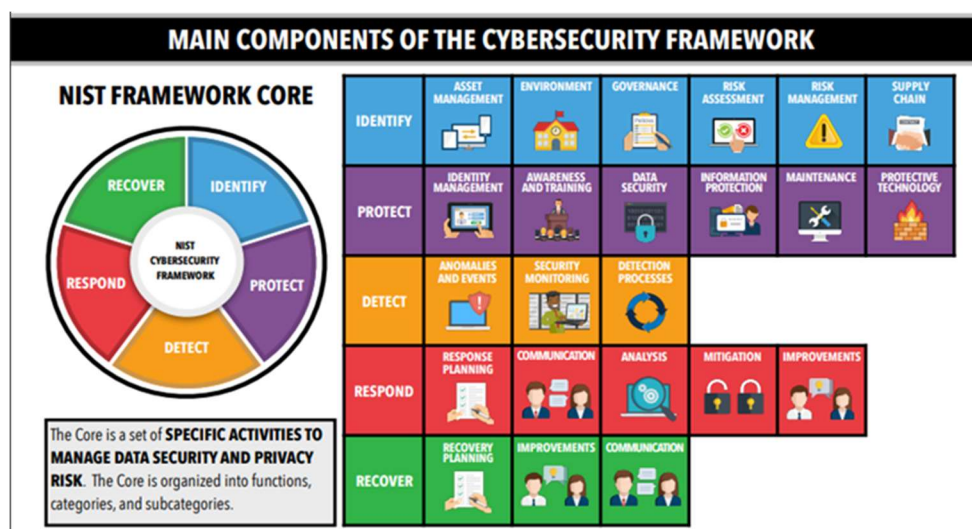 MAIN COMPONENTS OF THE CYBERSECURITY FRAMEWORK
NIST FRAMEWORK CORE
RECOVER
IDENTIFY
NIST
CYBERSECURITY
FRAMEWORK
RESPOND
PROTECT
DETECT
The Core is a set of SPECIFIC ACTIVITIES TO
MANAGE DATA SECURITY AND PRIVACY
RISK. The Core is organized into functions,
categories, and subcategories.
IDENTIFY
ASSET
MANAGEMENT
ENVIRONMENT
GOVERNANCE
RISK
ASSESSMENT
RISK
MANAGEMENT
SUPPLY
CHAIN
PROTECT
IDENTITY
MANAGEMENT
AWARENESS
AND TRAINING
DATA
SECURITY
INFORMATION
PROTECTION
MAINTENANCE
PROTECTIVE
TECHNOLOGY
DETECT
ANOMALIES
AND EVENTS
SECURITY
MONITORING
DETECTION
PROCESSES
RESPOND
RESPONSE
PLANNING
COMMUNICATION
ANALYSIS
MITIGATION
IMPROVEMENTS
RECOVER
RECOVERY
PLANNING
IMPROVEMENTS
COMMUNICATION